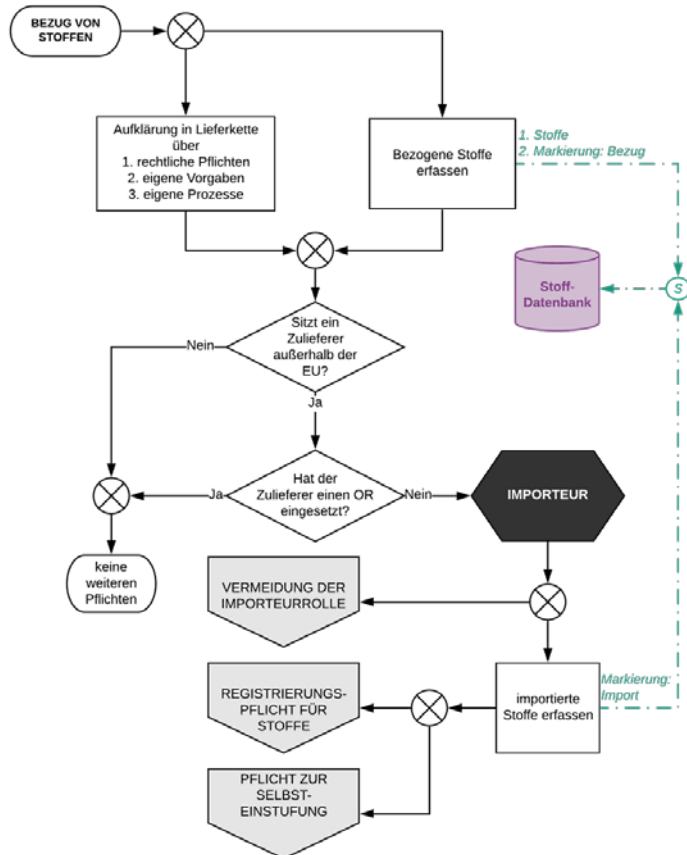 BEZUG VON
STOFFEN
Aufklärung in Lieferkette
über
1. rechtliche Pflichten
2. eigene Vorgaben
3. eigene Prozesse
Bezogene Stoffe
erfassen
1. Stoffe
2. Markierung: Bezug
Stoff-
Datenbank
S
Sitzt ein
Zulieferer
außerhalb der
EU?
Nein
Ja
Hat der
Zulieferer einen OR
eingesetzt?
Ja
Nein
IMPORTEUR
keine
weiteren
Pflichten
VERMEIDUNG DER
IMPORTEURROLLE
importierte
Stoffe erfassen
Markierung:
Import
REGISTRIERUNGS-
PFLICHT FÜR
STOFFE
PFLICHT ZUR
SELBST-
EINSTUFUNG